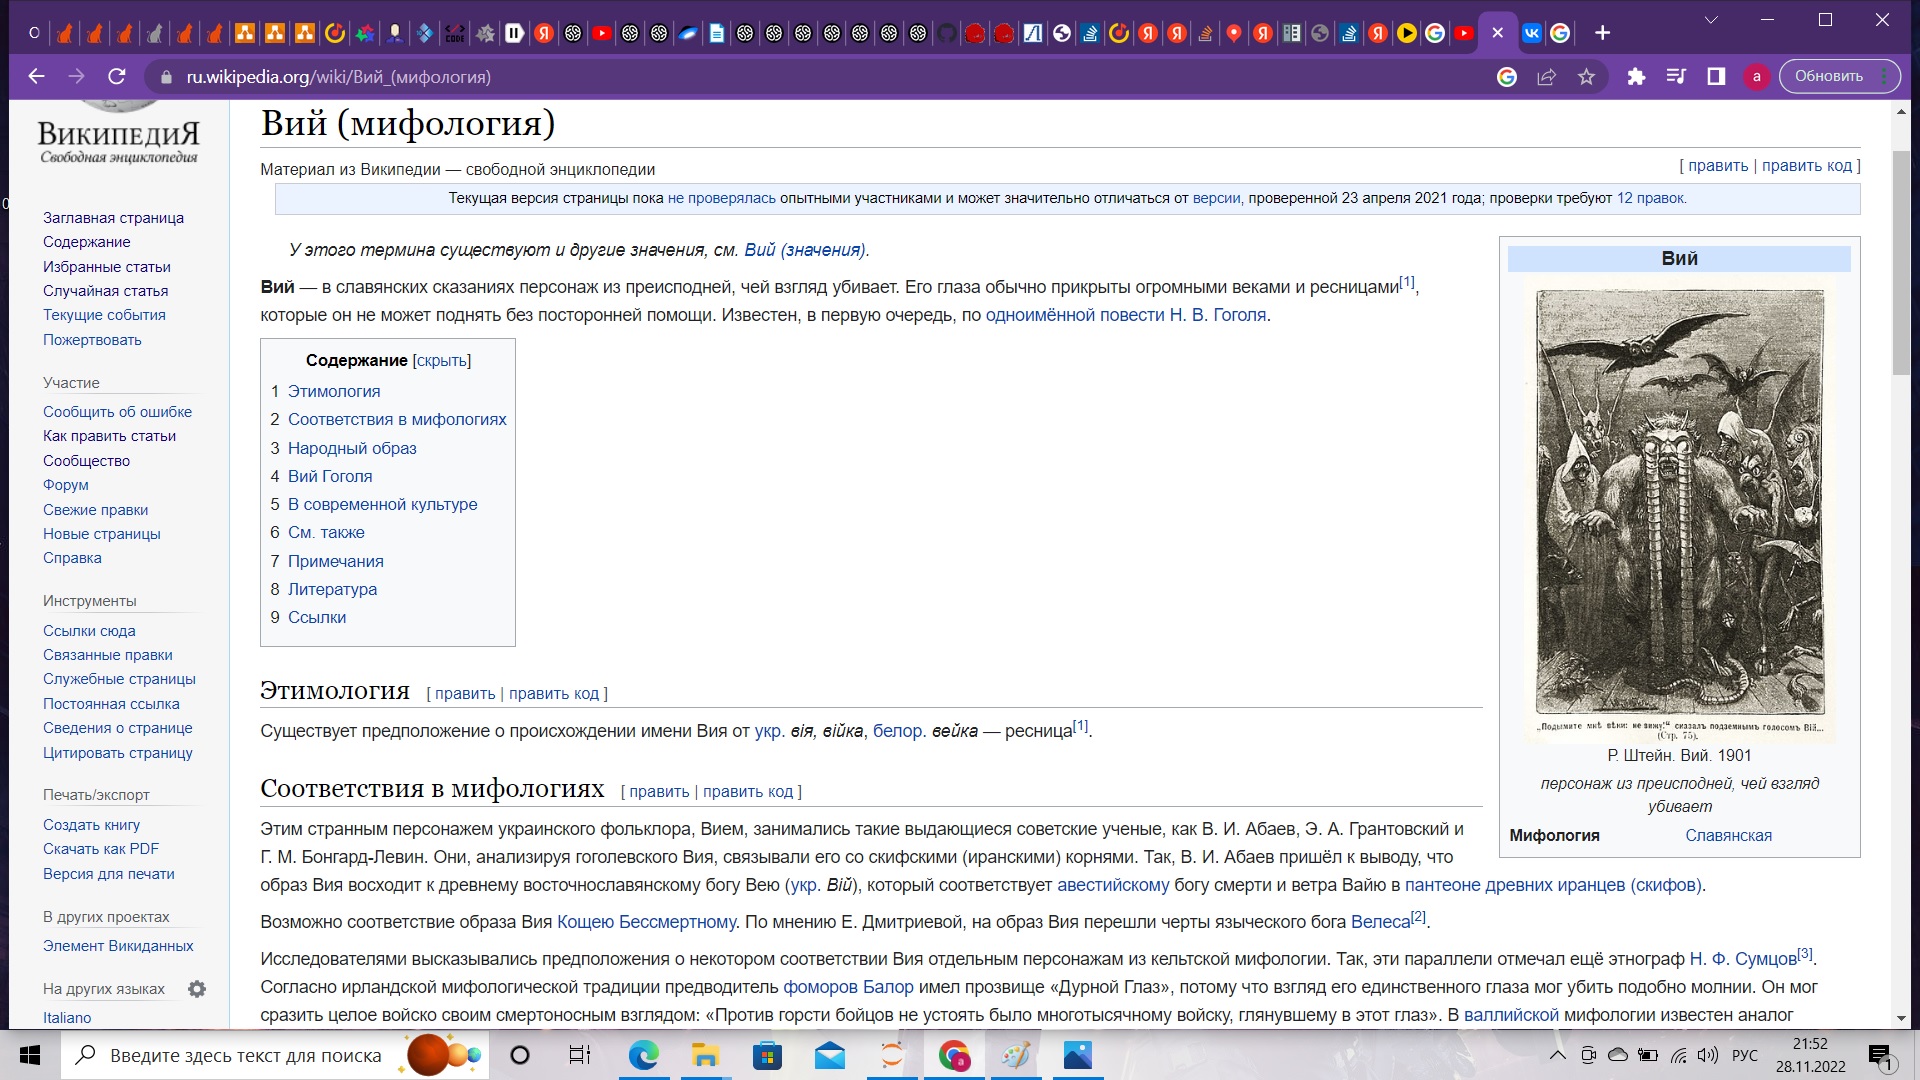 ru.wikipedia.org/wiki/Вий_(мифология)
Обновить
ВикипедиЯ
Свободная энциклопедия
Заглавная страница
Содержание
Избранные статьи
Случайная статья
Текущие события
Пожертвовать
Участие
Сообщить об ошибке
Как править статьи
Сообщество
Форум
Свежие правки
Новые страницы
Справка
Инструменты
Ссылки сюда
Связанные правки
Служебные страницы
Постоянная ссылка
Сведения о странице
Цитировать страницу
Печать/экспорт
Создать книгу
Скачать как PDF
Версия для печати
В других проектах
Элемент Викиданных
На других языках
Italiano
Вий (мифология)
Материал из Википедии — свободной энциклопедии
[ править | править код ]
Текущая версия страницы пока не проверялась опытными участниками и может значительно отличаться от версии, проверенной 23 апреля 2021 года; проверки требуют 12 правок.
У этого термина существуют и другие значения, см. Вий (значения).
Вий — в славянских сказаниях персонаж из преисподней, чей взгляд убивает. Его глаза обычно прикрыты огромными веками и ресницами[1],
которые он не может поднять без посторонней помощи. Известен, в первую очередь, по одноимённой повести Н. В. Гоголя.
Содержание [скрыть]
1 Этимология
2 Соответствия в мифологиях
3 Народный образ
4 Вий Гоголя
5 В современной культуре
6 См. также
7 Примечания
8 Литература
9 Ссылки
Этимология [ править | править код ]
Существует предположение о происхождении имени Вия от укр. вія, війка, белор. вейка — ресница[1].
Соответствия в мифологиях [ править | править код ]
Этим странным персонажем украинского фольклора, Вием, занимались такие выдающиеся советские ученые, как В. И. Абаев, Э. А. Грантовский и
Г. М. Бонгард-Левин. Они, анализируя гоголевского Вия, связывали его со скифскими (иранскими) корнями. Так, В. И. Абаев пришёл к выводу, что
образ Вия восходит к древнему восточнославянскому богу Вею (укр. Вій), который соответствует авестийскому богу смерти и ветра Вайю в пантеоне древних иранцев (скифов).
Возможно соответствие образа Вия Кощею Бессмертному. По мнению Е. Дмитриевой, на образ Вия перешли черты языческого бога Велеса[2].
Исследователями высказывались предположения о некотором соответствии Вия отдельным персонажам из кельтской мифологии. Так, эти параллели отмечал ещё этнограф Н. Ф. Сумцов[3].
Согласно ирландской мифологической традиции предводитель фоморов Балор имел прозвище «Дурной Глаз», потому что взгляд его единственного глаза мог убить подобно молнии. Он мог
сразить целое войско своим смертоносным взглядом: «Против горсти бойцов не устоять было многотысячному войску, глянувшему в этот глаз». В валлийской мифологии известен аналог
Вий
„Подымите мнѣ вѣки: не вижу!“ сказалъ подземнымъ голосомъ Вій...
(Стр. 75).
Р. Штейн. Вий. 1901
персонаж из преисподней, чей взгляд
убивает
Мифология Славянская
Введите здесь текст для поиска
РУС
21:52
28.11.2022
1